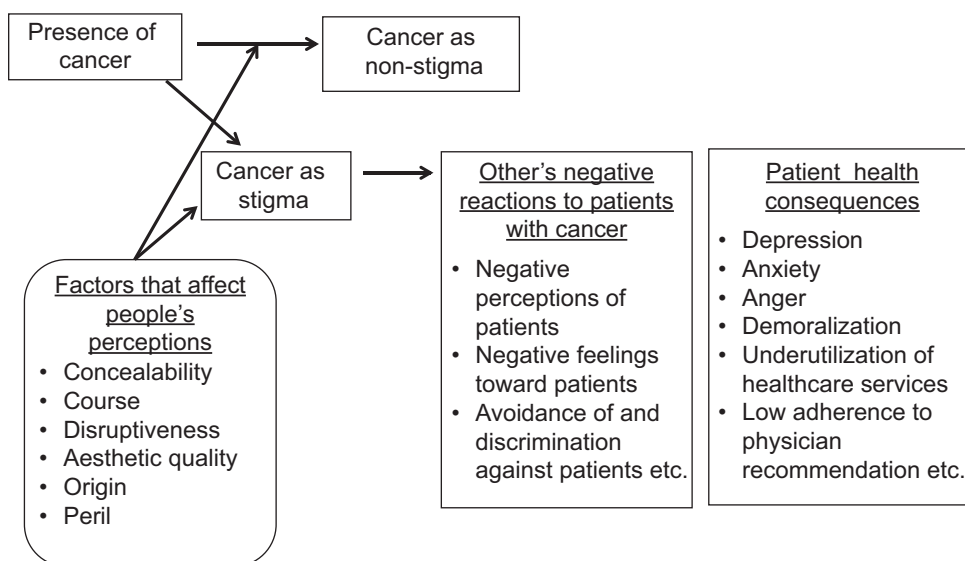 Presence of
cancer
Cancer as
non-stigma
Cancer as
stigma
Factors that affect
people’s
perceptions
• Concealability
• Course
• Disruptiveness
• Aesthetic quality
• Origin
• Peril
Other’s negative
reactions to patients
with cancer
• Negative
perceptions of
patients
• Negative feelings
toward patients
• Avoidance of and
discrimination
against patients etc.
Patient health
consequences
• Depression
• Anxiety
• Anger
• Demoralization
• Underutilization of
healthcare services
• Low adherence to
physician
recommendation etc.